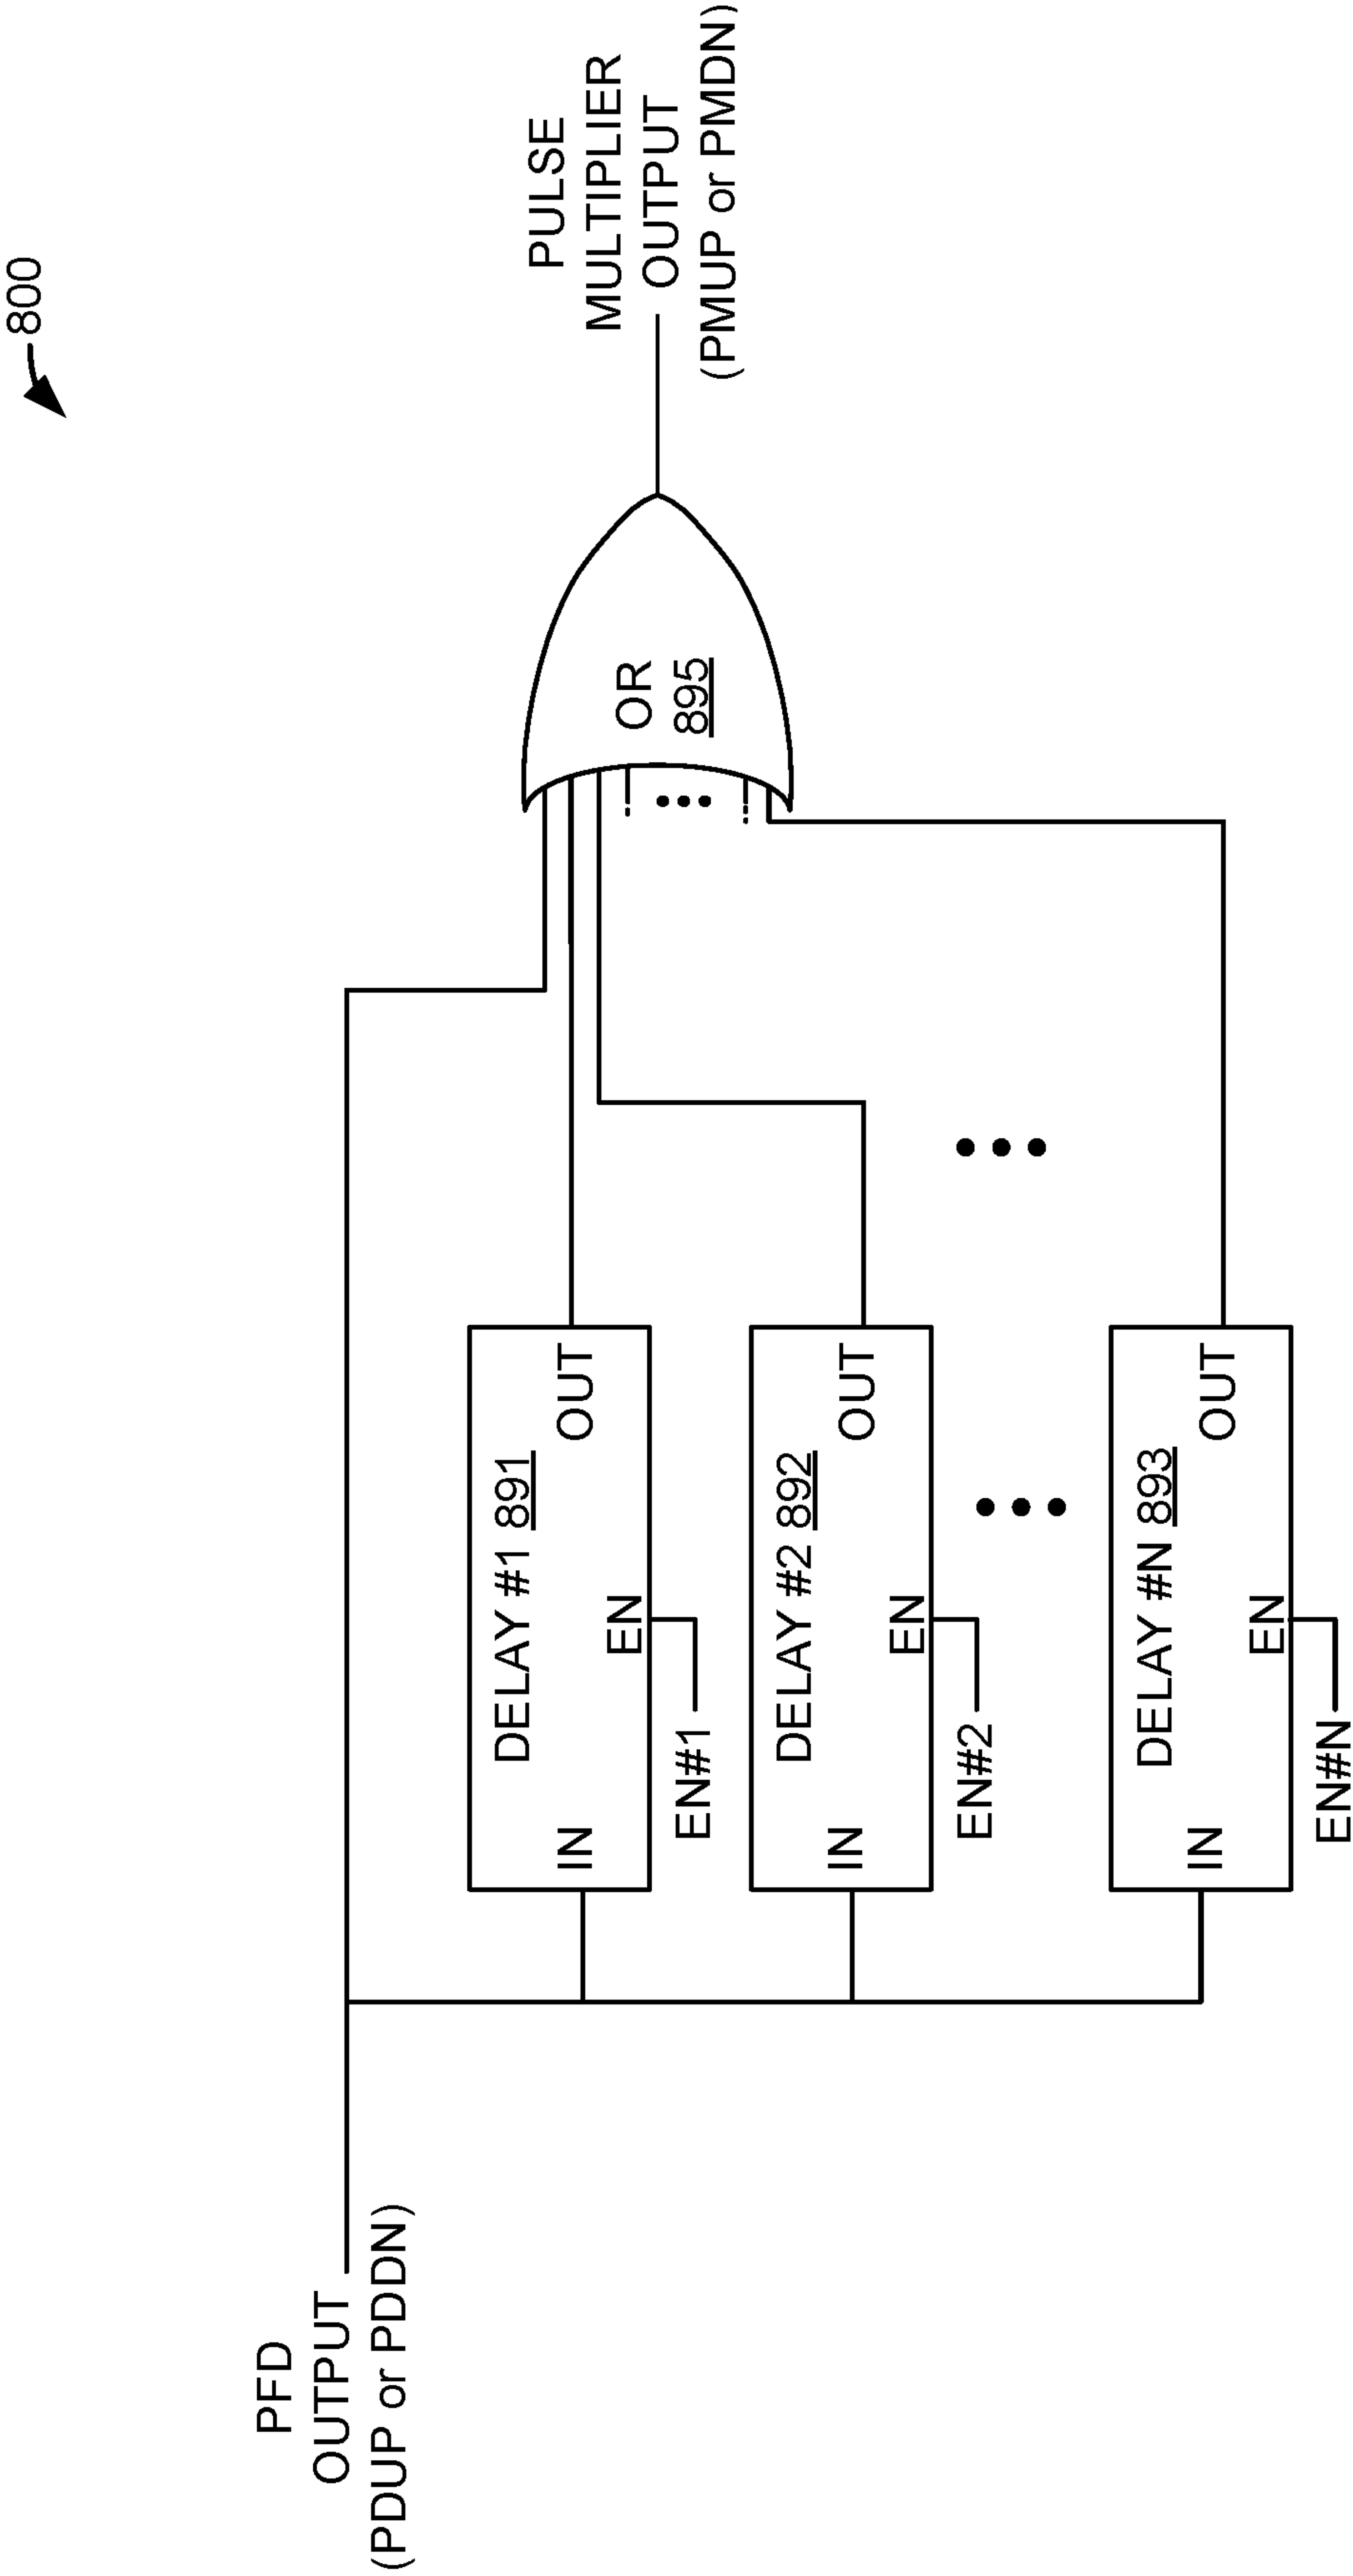 800
PFD
OUTPUT
(PDUP or PDDN)
DELAY #1 891
IN
OUT
EN
EN#1
DELAY #2 892
IN
OUT
EN
EN#2
DELAY #N 893
IN
OUT
EN
EN#N
OR
895
PULSE
MULTIPLIER
OUTPUT
(PMUP or PMDN)